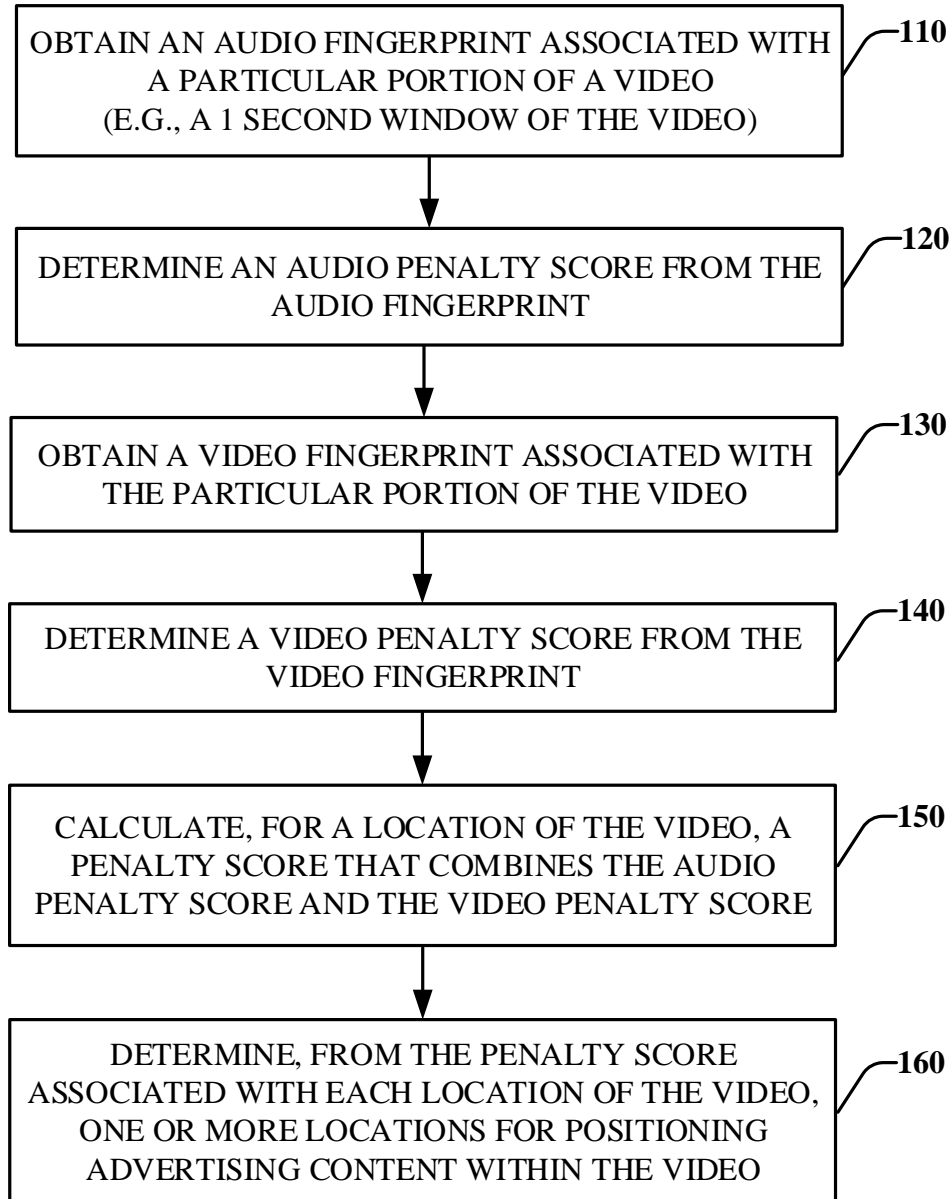 OBTAIN AN AUDIO FINGERPRINT ASSOCIATED WITH
A PARTICULAR PORTION OF A VIDEO
(E.G., A 1 SECOND WINDOW OF THE VIDEO)
110
DETERMINE AN AUDIO PENALTY SCORE FROM THE
AUDIO FINGERPRINT
120
OBTAIN A VIDEO FINGERPRINT ASSOCIATED WITH
THE PARTICULAR PORTION OF THE VIDEO
130
DETERMINE A VIDEO PENALTY SCORE FROM THE
VIDEO FINGERPRINT
140
CALCULATE, FOR A LOCATION OF THE VIDEO, A
PENALTY SCORE THAT COMBINES THE AUDIO
PENALTY SCORE AND THE VIDEO PENALTY SCORE
150
DETERMINE, FROM THE PENALTY SCORE
ASSOCIATED WITH EACH LOCATION OF THE VIDEO,
ONE OR MORE LOCATIONS FOR POSITIONING
ADVERTISING CONTENT WITHIN THE VIDEO
160